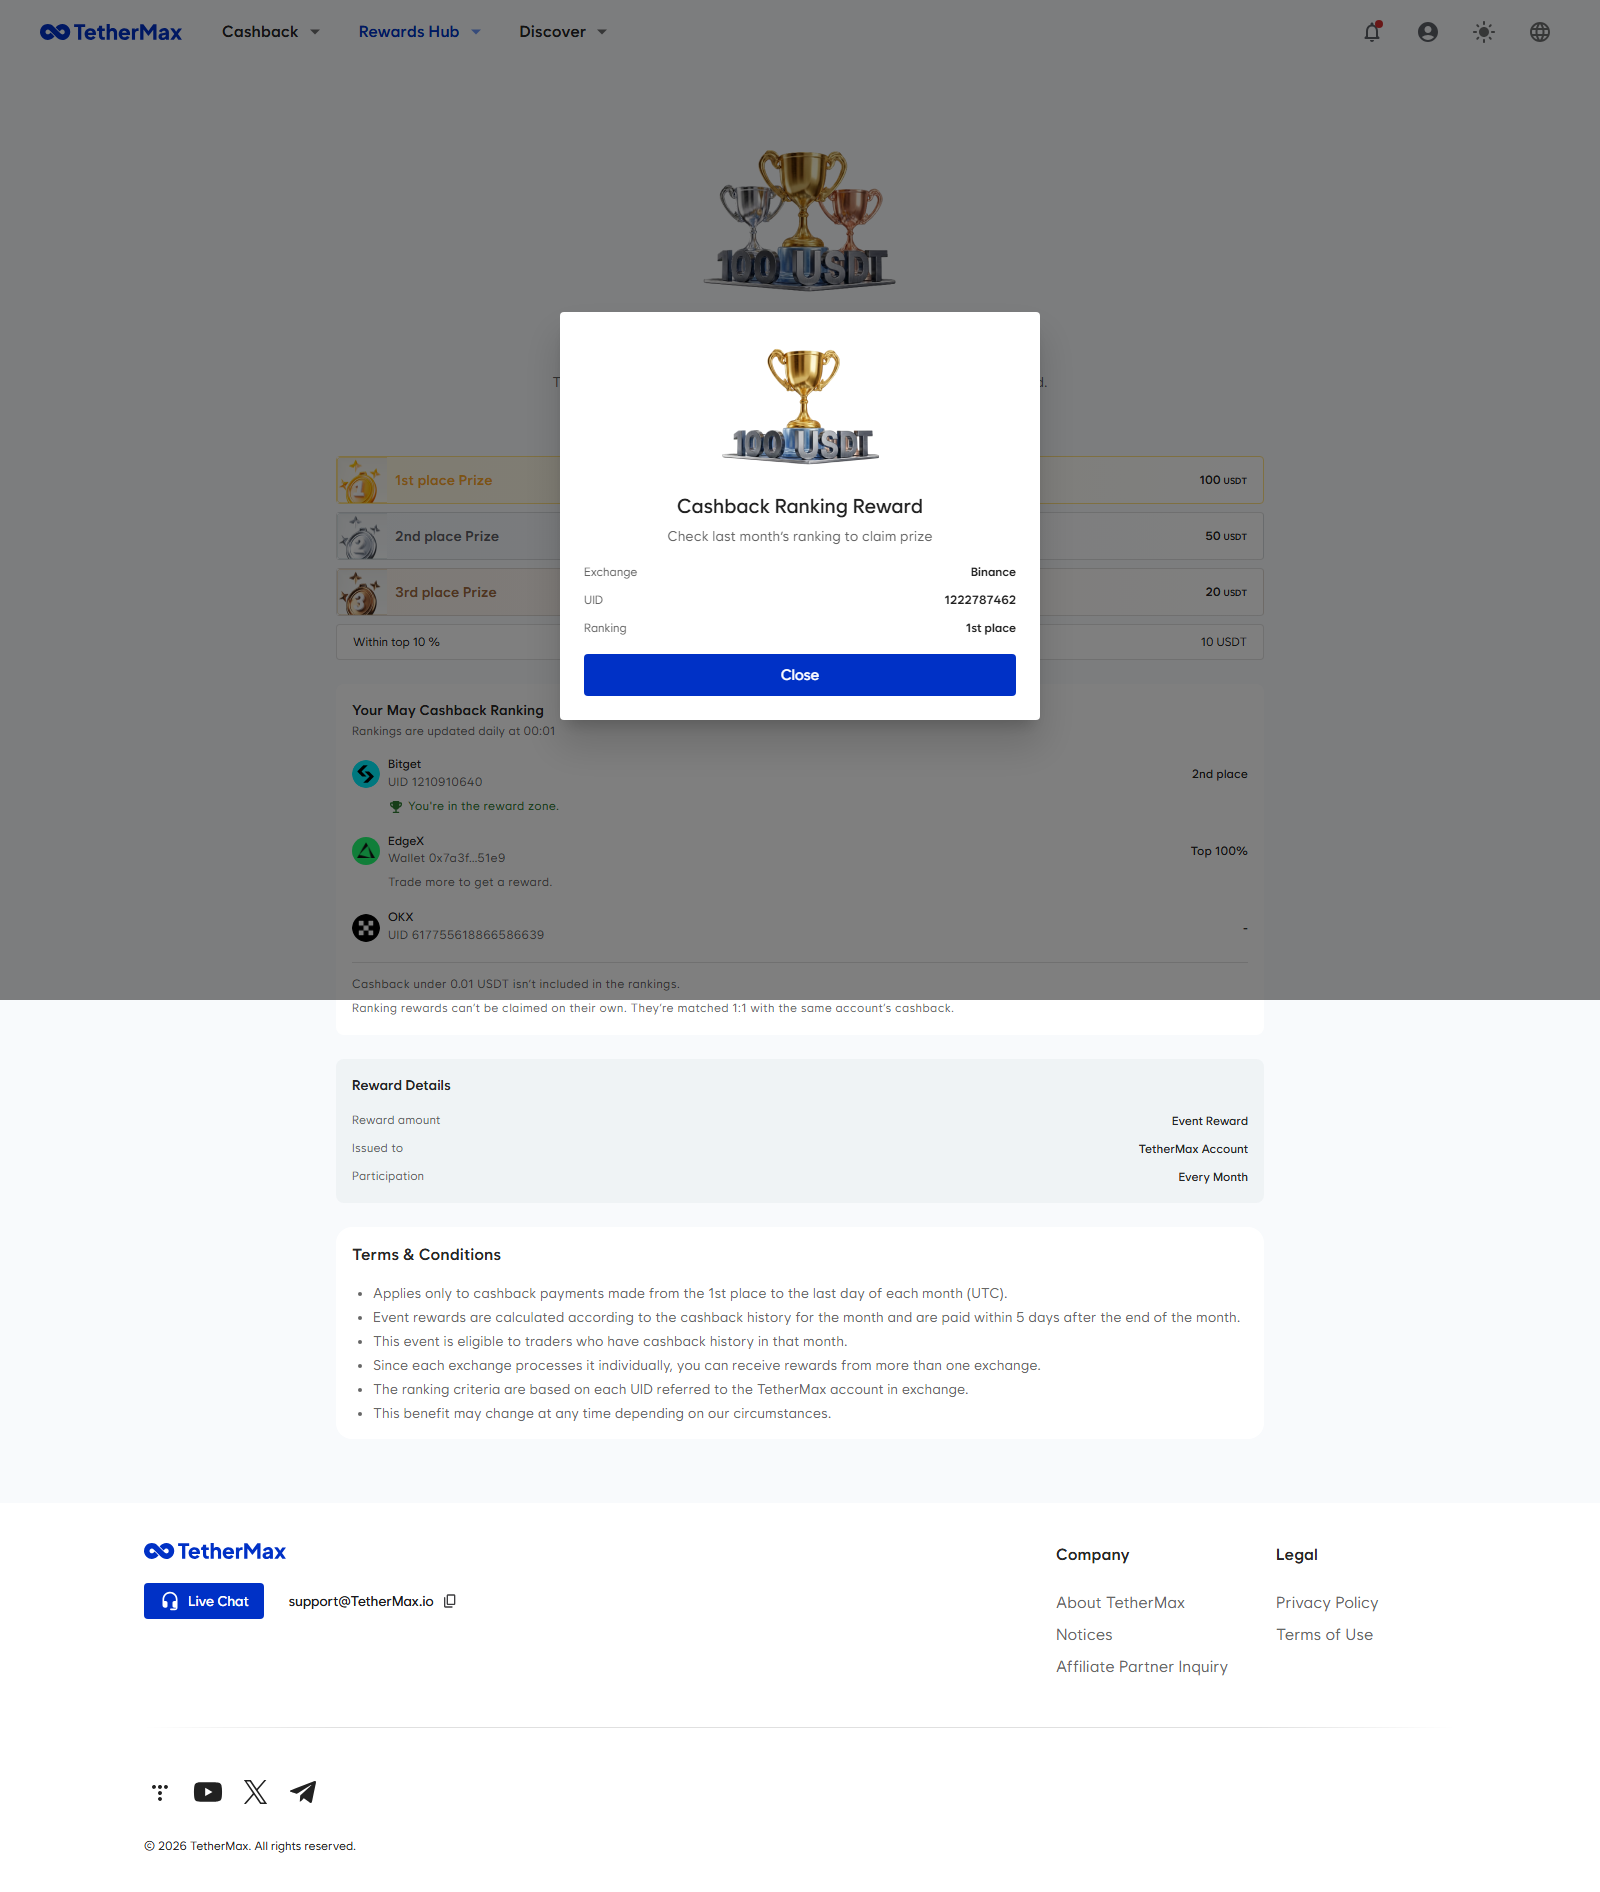 TetherMax
Cashback
Rewards Hub
Discover
100 USDT
T
d.
100 USDT
Cashback Ranking Reward
Check last month's ranking to claim prize
Exchange
Binance
UID
1222787462
Ranking
1st place
Close
1st place Prize
100 USDT
2nd place Prize
50 USDT
3rd place Prize
20 USDT
Within top 10 %
10 USDT
Your May Cashback Ranking
Rankings are updated daily at 00:01
Bitget
UID 1210910640
2nd place
You're in the reward zone.
EdgeX
Wallet 0x7a3f...51e9
Top 100%
Trade more to get a reward.
OKX
UID 617755618866586639
-
Cashback under 0.01 USDT isn't included in the rankings.
Ranking rewards can't be claimed on their own. They're matched 1:1 with the same account's cashback.
Reward Details
Reward amount
Event Reward
Issued to
TetherMax Account
Participation
Every Month
Terms & Conditions
• Applies only to cashback payments made from the 1st place to the last day of each month (UTC).
• Event rewards are calculated according to the cashback history for the month and are paid within 5 days after the end of the month.
• This event is eligible to traders who have cashback history in that month.
• Since each exchange processes it individually, you can receive rewards from more than one exchange.
• The ranking criteria are based on each UID referred to the TetherMax account in exchange.
• This benefit may change at any time depending on our circumstances.
TetherMax
Live Chat
support@TetherMax.io
Company
About TetherMax
Notices
Affiliate Partner Inquiry
Legal
Privacy Policy
Terms of Use
© 2026 TetherMax. All rights reserved.